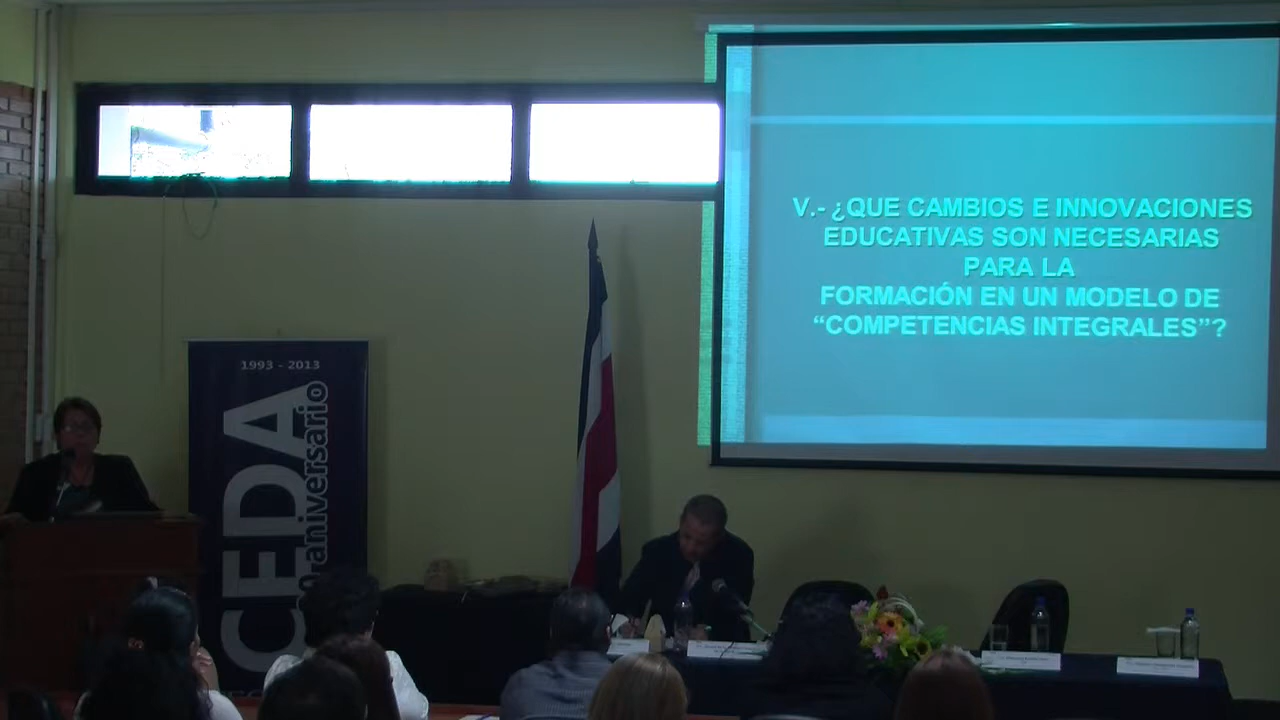 V.- ¿QUE CAMBIOS E INNOVACIONES
EDUCATIVAS SON NECESARIAS
PARA LA
FORMACIÓN EN UN MODELO DE
“COMPETENCIAS INTEGRALES”?
1993 - 2013
CEDA
aniversario